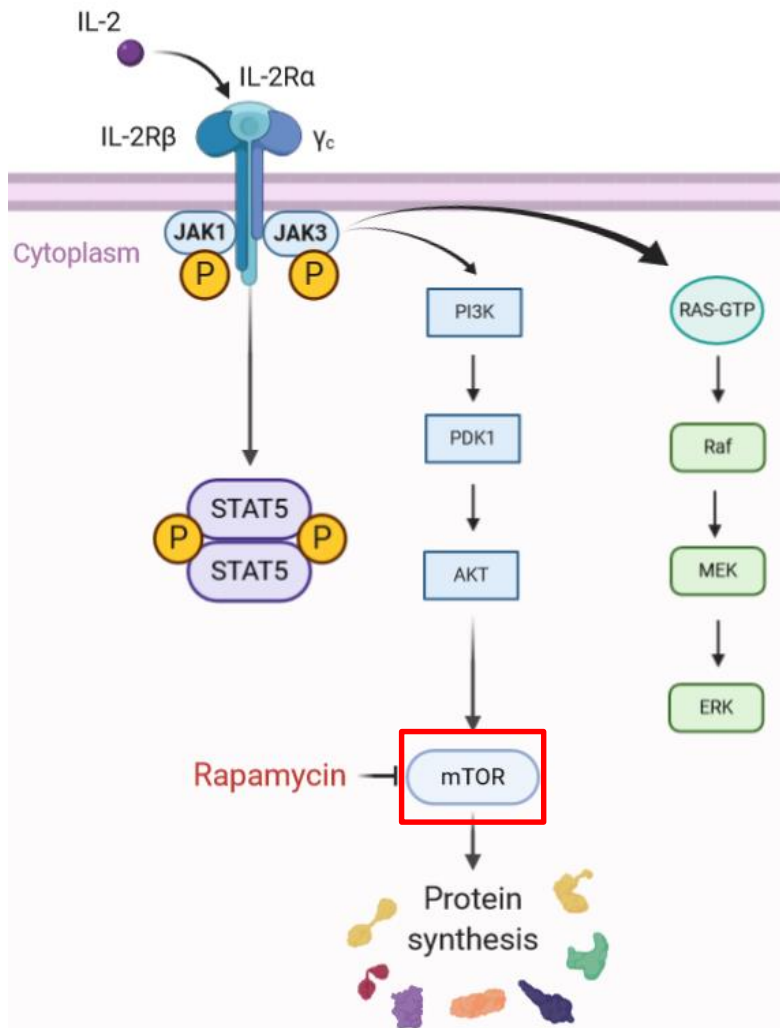 IL-2
IL-2Rα
IL-2Rβ
γc
JAK1
JAK3
P
P
Cytoplasm
PI3K
RAS-GTP
PDK1
Raf
STAT5
P
P
STAT5
AKT
MEK
ERK
Rapamycin
mTOR
Protein
synthesis